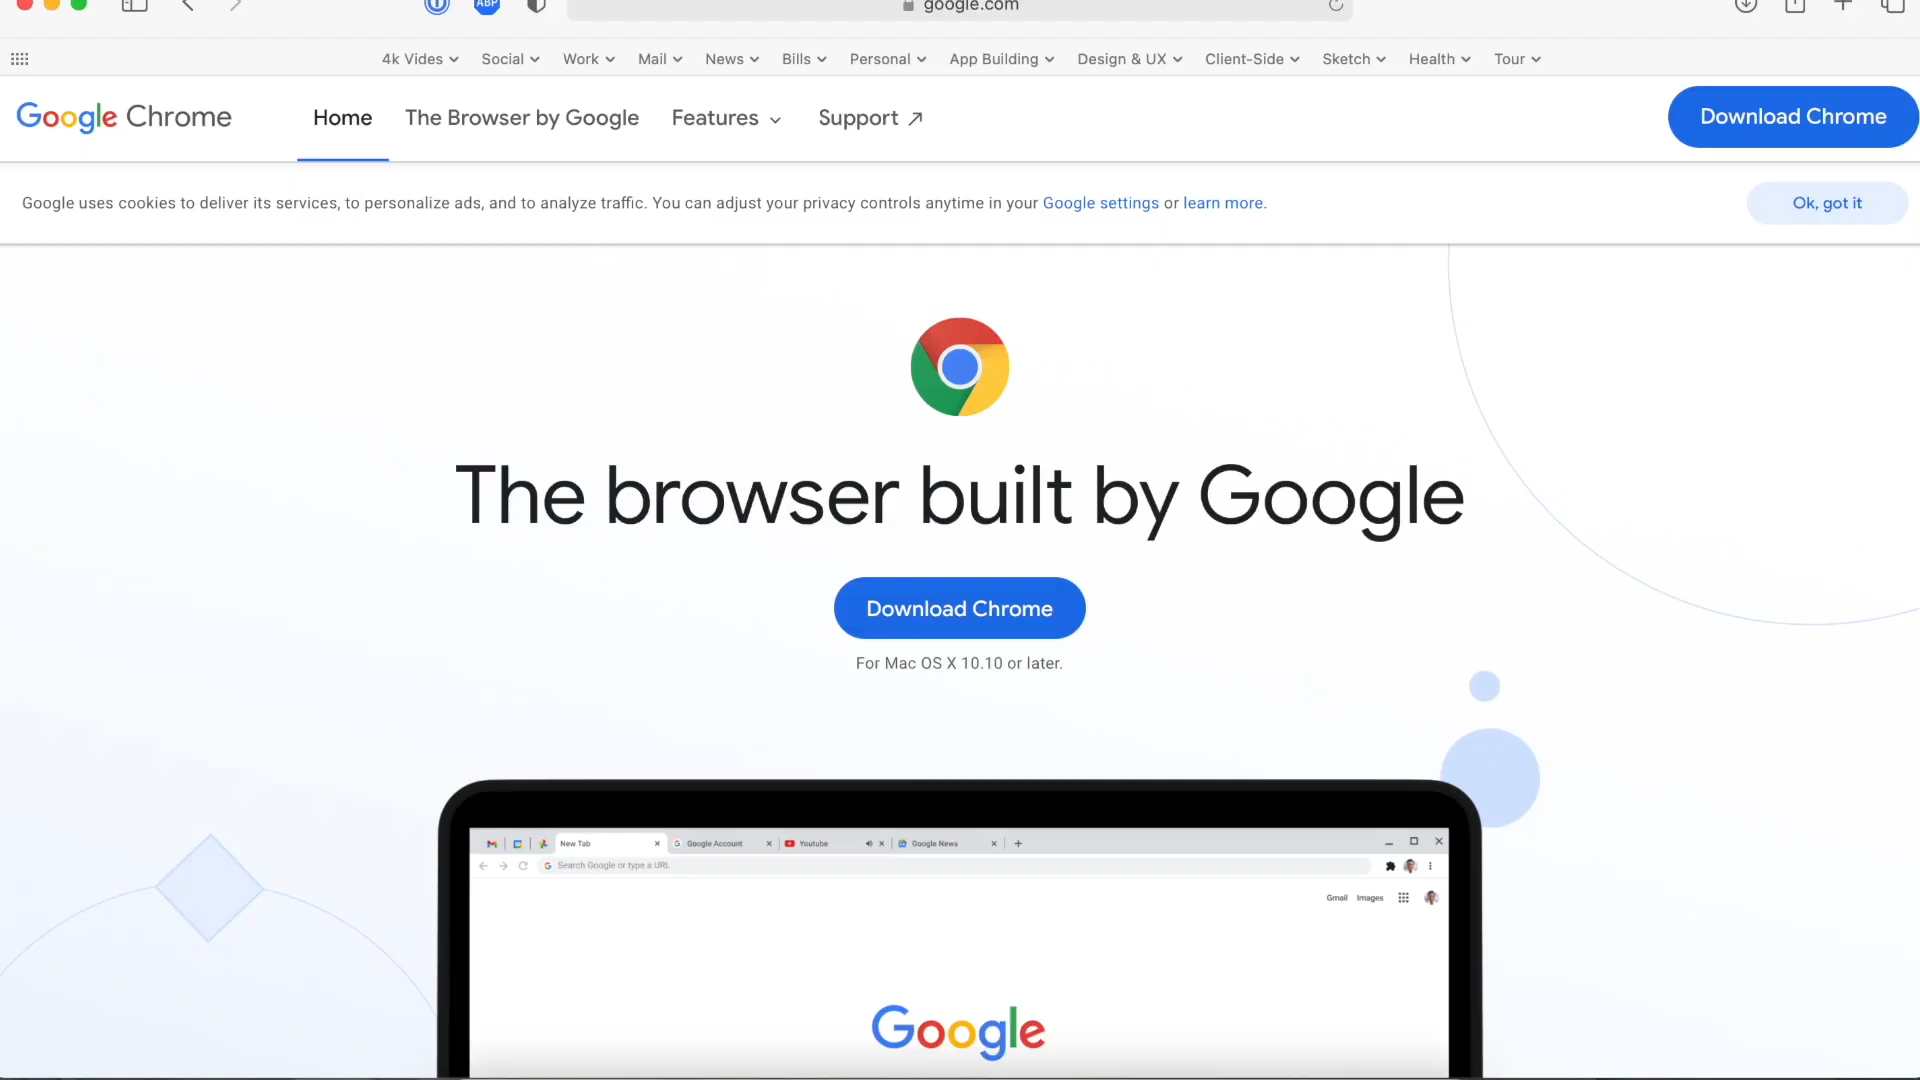 ABP
google.com
4k Vides Social Work Mail News Bills Personal App Building Design & UX Client-Side Sketch Health Tour
Google Chrome Home The Browser by Google Features Support Download Chrome
Google uses cookies to deliver its services, to personalize ads, and to analyze traffic. You can adjust your privacy controls anytime in your Google settings or learn more. Ok, got it
The browser built by Google
Download Chrome
For Mac OS X 10.10 or later.
New Tab Google Account Youtube Google News
Search Google or type a URL
Gmail Images
Google